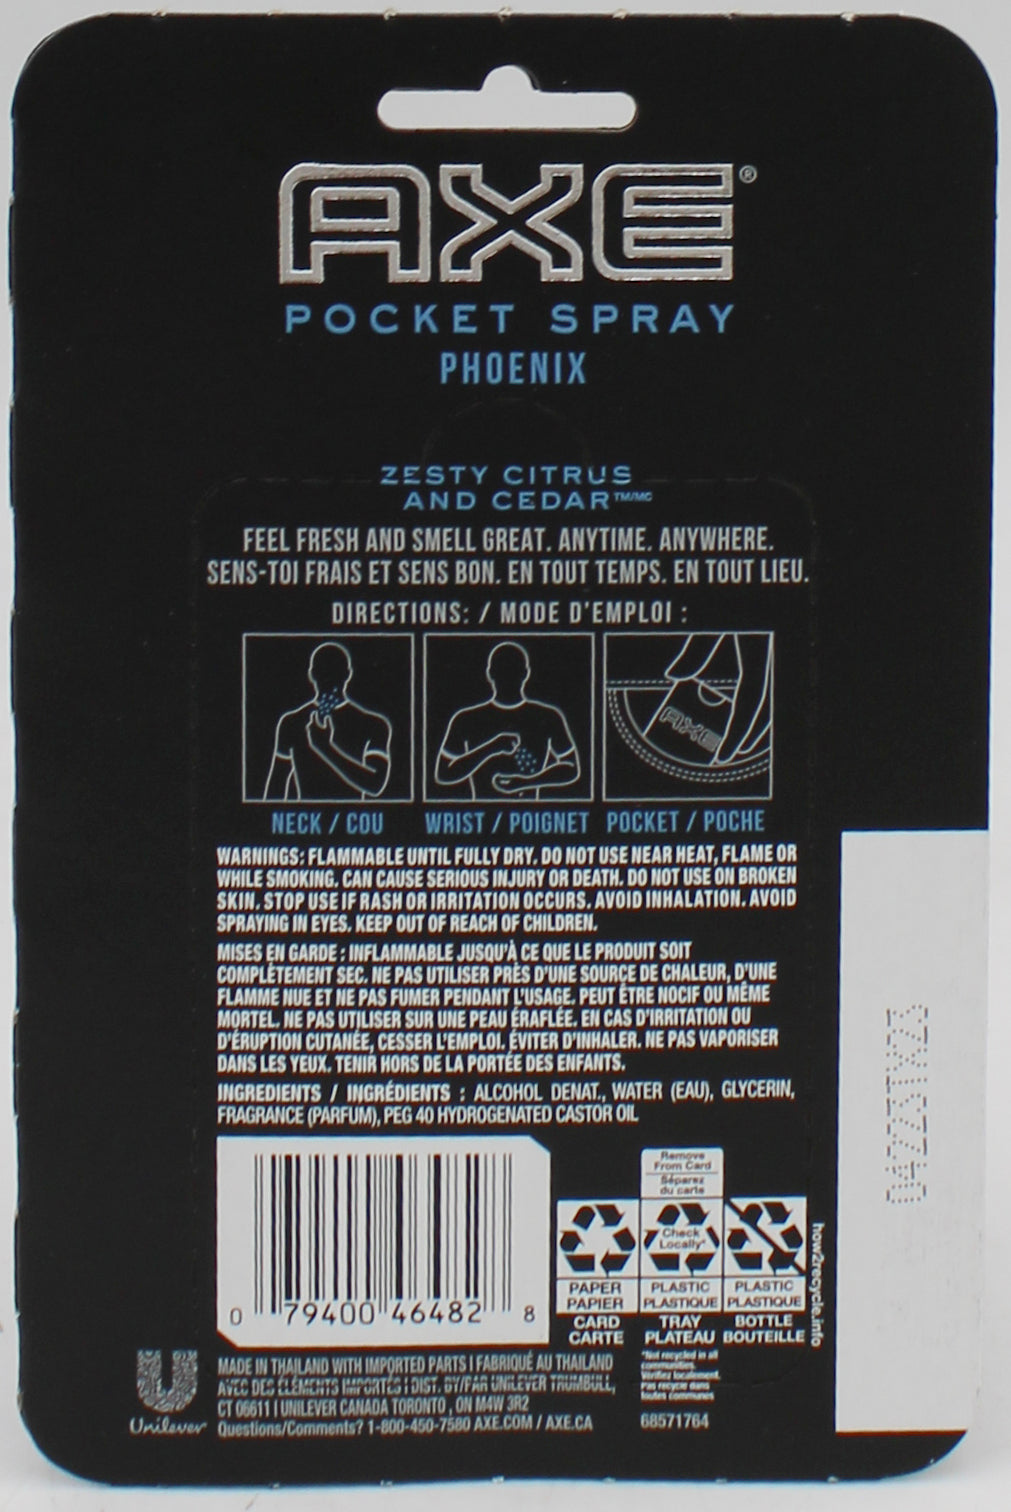 AXE®
POCKET SPRAY
PHOENIX
ZESTY CITRUS
AND CEDAR™/MC
FEEL FRESH AND SMELL GREAT. ANYTIME. ANYWHERE.
SENS-TOI FRAIS ET SENS BON. EN TOUT TEMPS. EN TOUT LIEU.
DIRECTIONS: / MODE D'EMPLOI :
AXE
NECK / COU WRIST / POIGNET POCKET / POCHE
WARNINGS: FLAMMABLE UNTIL FULLY DRY. DO NOT USE NEAR HEAT, FLAME OR
WHILE SMOKING. CAN CAUSE SERIOUS INJURY OR DEATH. DO NOT USE ON BROKEN
SKIN. STOP USE IF RASH OR IRRITATION OCCURS. AVOID INHALATION. AVOID
SPRAYING IN EYES. KEEP OUT OF REACH OF CHILDREN.
MISES EN GARDE : INFLAMMABLE JUSQU'À CE QUE LE PRODUIT SOIT
COMPLÉTEMENT SEC. NE PAS UTILISER PRÈS D'UNE SOURCE DE CHALEUR, D'UNE
FLAMME NUE ET NE PAS FUMER PENDANT L'USAGE. PEUT ÊTRE NOCIF OU MÊME
MORTEL. NE PAS UTILISER SUR UNE PEAU ÉRAFLÉE. EN CAS D'IRRITATION OU
D'ÉRUPTION CUTANÉE, CESSER L'EMPLOI. ÉVITER D'INHALER. NE PAS VAPORISER
DANS LES YEUX. TENIR HORS DE LA PORTÉE DES ENFANTS.
INGREDIENTS / INGRÉDIENTS : ALCOHOL DENAT., WATER (EAU), GLYCERIN,
FRAGRANCE (PARFUM), PEG 40 HYDROGENATED CASTOR OIL
0 79400 46482 8
Remove
From Card
Séparez
du carte
Check
Locally*
PAPER PLASTIC PLASTIC
PAPIER PLASTIQUE PLASTIQUE
CARD TRAY BOTTLE
CARTE PLATEAU BOUTEILLE
*Not recycled in all
communities.
Vérifiez localement.
Pas recyclé dans
toutes communes
68571764
how2recycle.info
Unilever
MADE IN THAILAND WITH IMPORTED PARTS I FABRIQUÉ AU THAILAND
AVEC DES ÉLÉMENTS IMPORTÉS I DIST. BY/PAR UNILEVER TRUMBULL,
CT 06611 I UNILEVER CANADA TORONTO , ON M4W 3R2
Questions/Comments? 1-800-450-7580 AXE.COM / AXE.CA